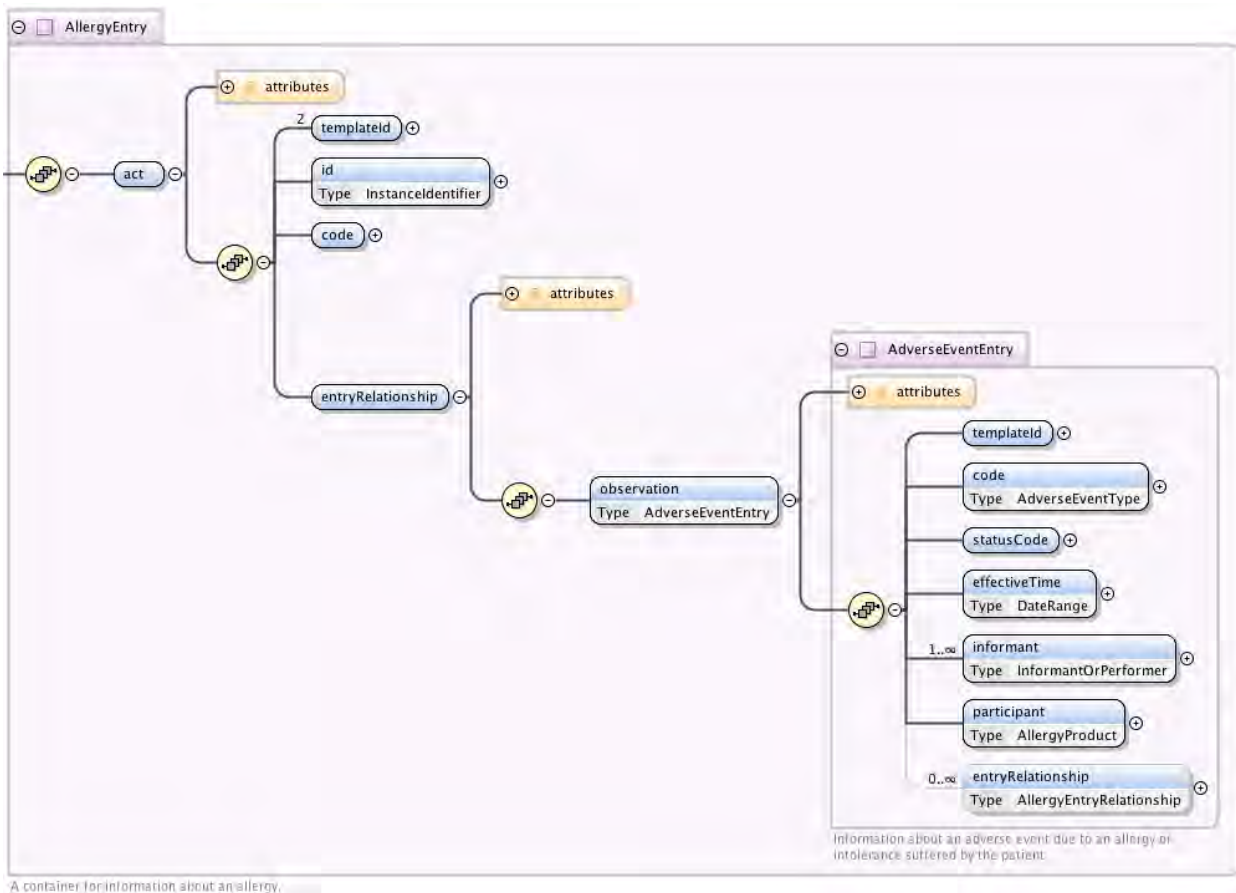 AllergyEntry
attributes
2
templateId
id
Type InstanceIdentifier
act
code
attributes
AdverseEventEntry
attributes
entryRelationship
templateId
code
Type AdverseEventType
observation
Type AdverseEventEntry
statusCode
effectiveTime
Type DateRange
1..∞
informant
Type InformantOrPerformer
participant
Type AllergyProduct
0..∞
entryRelationship
Type AllergyEntryRelationship
Information about an adverse event due to an allergy or
intolerance suffered by the patient.
A container for information about an allergy.